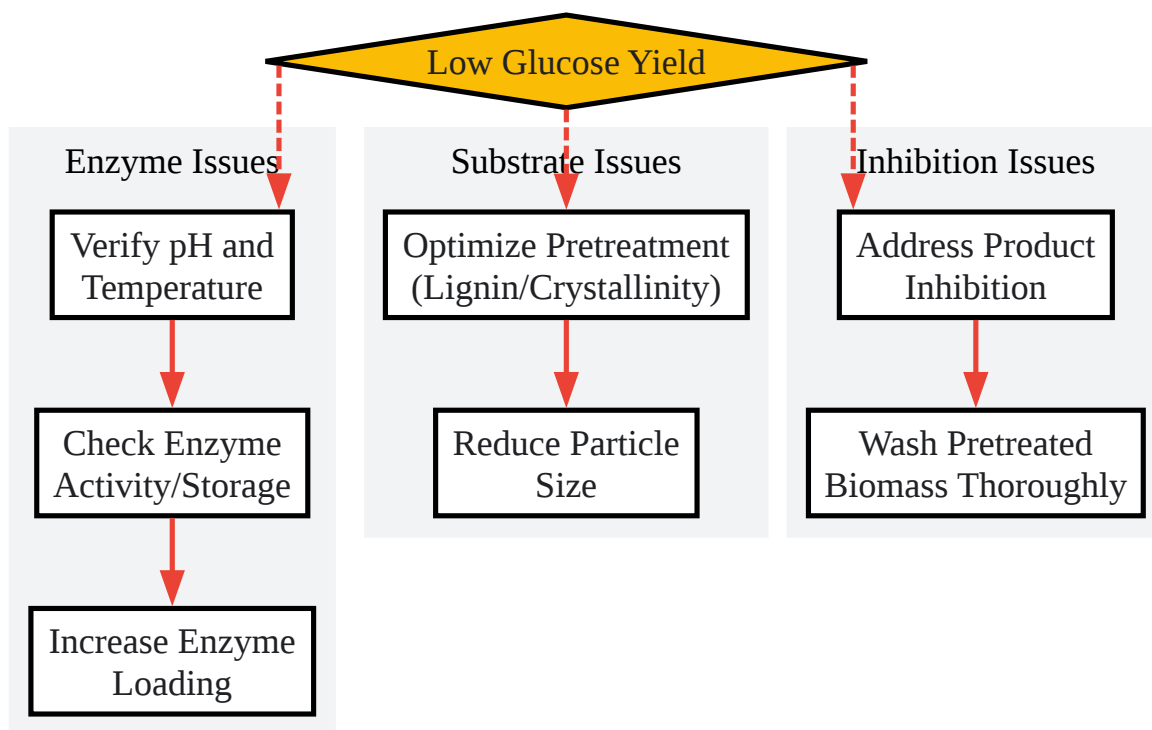 Low Glucose Yield
Enzyme Issues
Verify pH and
Temperature
Check Enzyme
Activity/Storage
Increase Enzyme
Loading
Substrate Issues
Optimize Pretreatment
(Lignin/Crystallinity)
Reduce Particle
Size
Inhibition Issues
Address Product
Inhibition
Wash Pretreated
Biomass Thoroughly